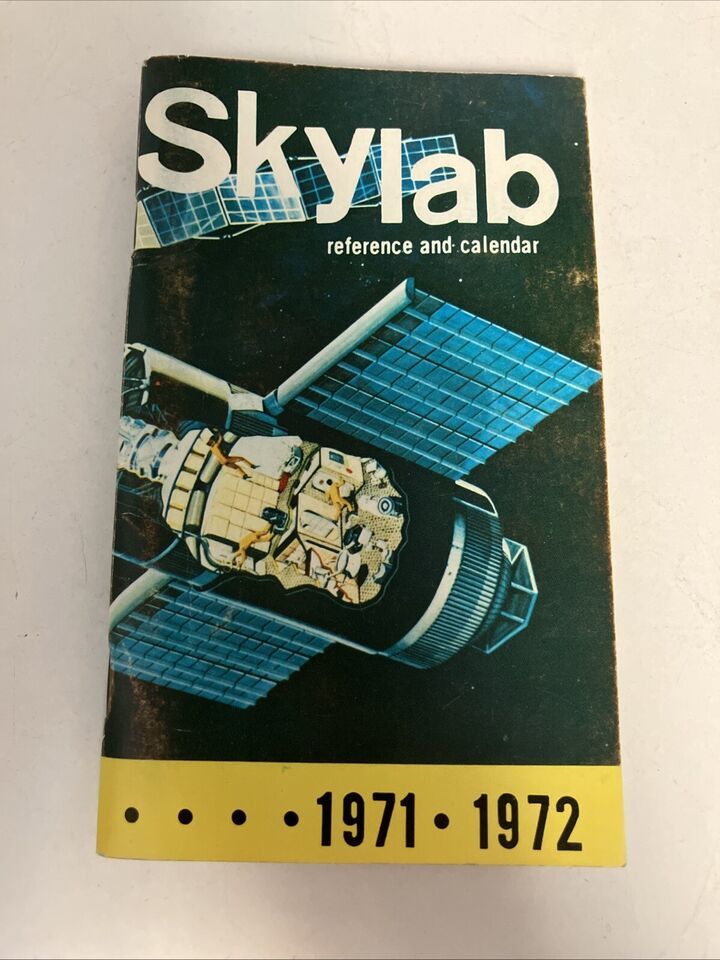 Skylab
reference and calendar
• • • • 1971 • 1972